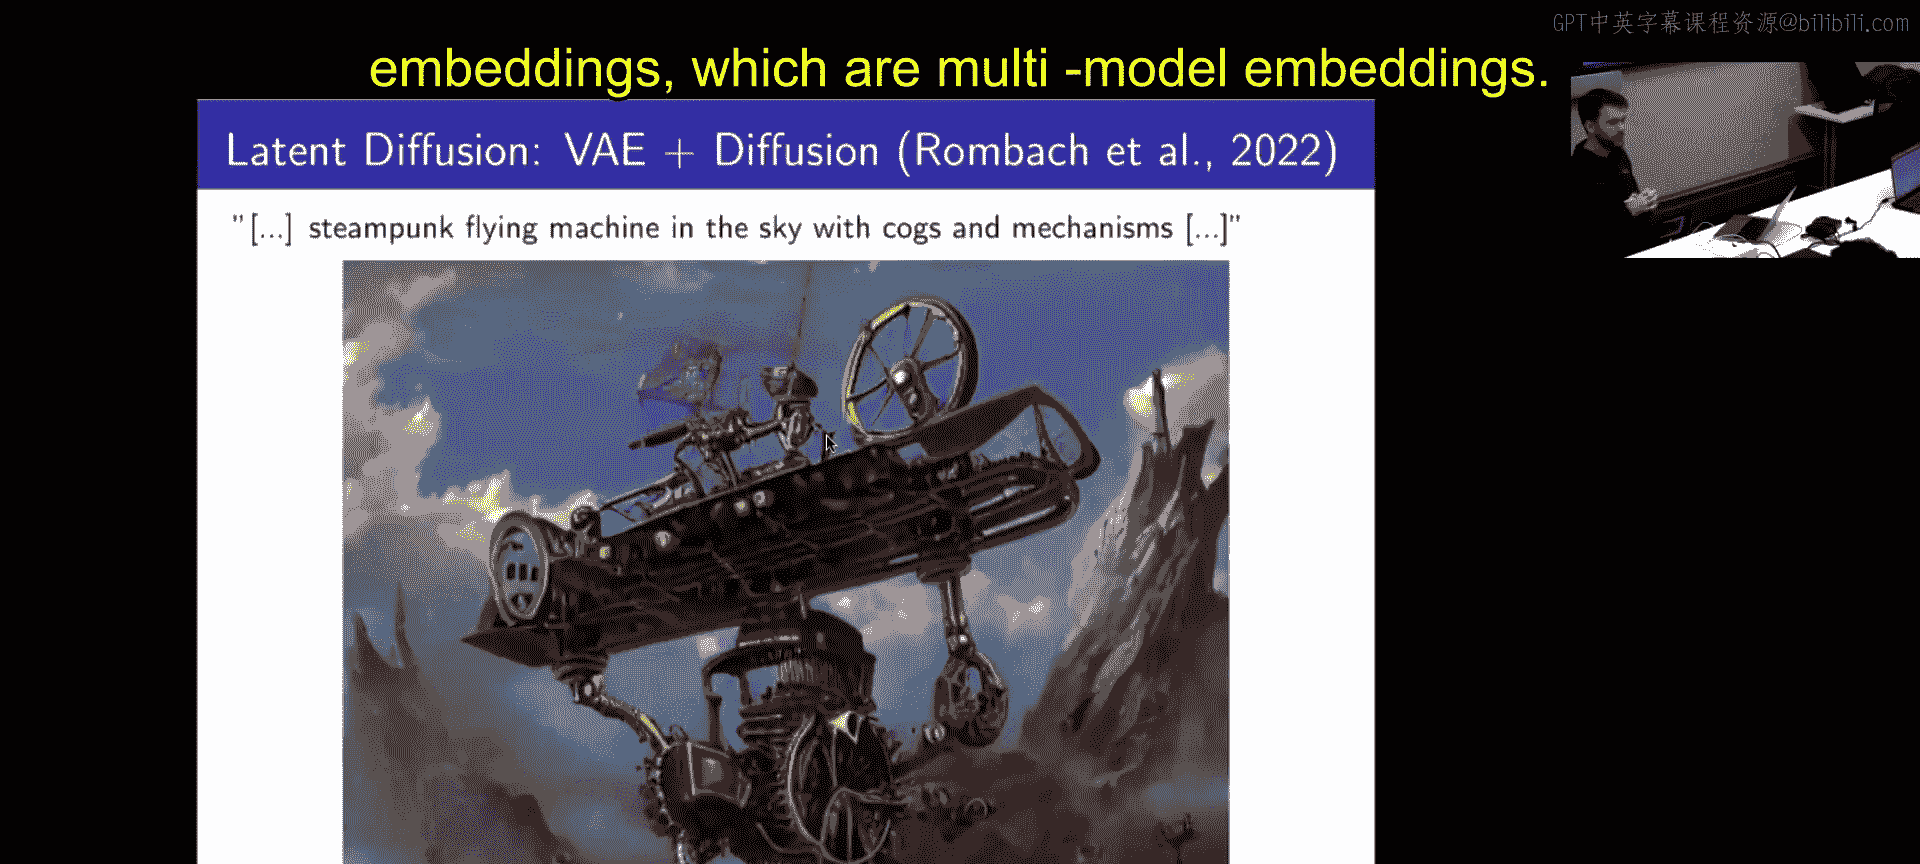 GPT中英字幕课程资源@bilibili.com
embeddings, which are multi -model embeddings.
Latent Diffusion: VAE + Diffusion (Rombach et al., 2022)
"[...] steampunk flying machine in the sky with cogs and mechanisms [...]"